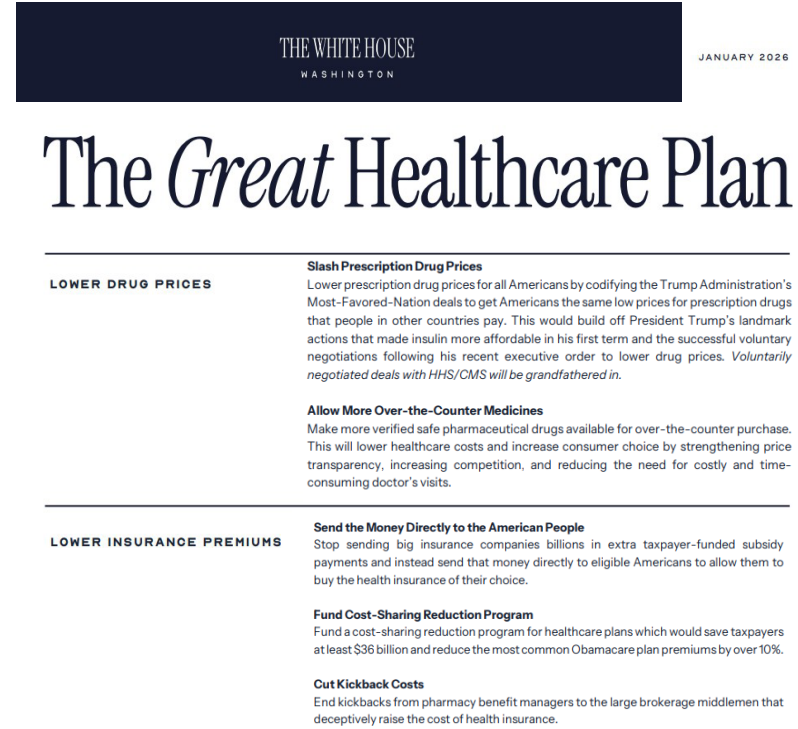 THE WHITE HOUSE
WASHINGTON
JANUARY 2026
The Great Healthcare Plan
LOWER DRUG PRICES
Slash Prescription Drug Prices
Lower prescription drug prices for all Americans by codifying the Trump Administration's
Most-Favored-Nation deals to get Americans the same low prices for prescription drugs
that people in other countries pay. This would build off President Trump's landmark
actions that made insulin more affordable in his first term and the successful voluntary
negotiations following his recent executive order to lower drug prices. Voluntarily
negotiated deals with HHS/CMS will be grandfathered in.
Allow More Over-the-Counter Medicines
Make more verified safe pharmaceutical drugs available for over-the-counter purchase.
This will lower healthcare costs and increase consumer choice by strengthening price
transparency, increasing competition, and reducing the need for costly and time-
consuming doctor's visits.
LOWER INSURANCE PREMIUMS
Send the Money Directly to the American People
Stop sending big insurance companies billions in extra taxpayer-funded subsidy
payments and instead send that money directly to eligible Americans to allow them to
buy the health insurance of their choice.
Fund Cost-Sharing Reduction Program
Fund a cost-sharing reduction program for healthcare plans which would save taxpayers
at least $36 billion and reduce the most common Obamacare plan premiums by over 10%.
Cut Kickback Costs
End kickbacks from pharmacy benefit managers to the large brokerage middlemen that
deceptively raise the cost of health insurance.